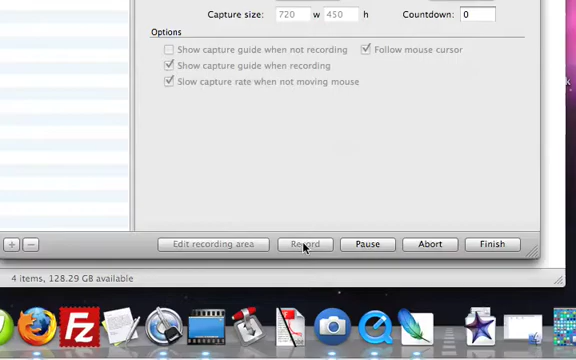 Capture size: 720 w 450 h Countdown: 0
Options
Show capture guide when not recording Follow mouse cursor
Show capture guide when recording
Slow capture rate when not moving mouse
+ − Edit recording area Record Pause Abort Finish
4 items, 128.29 GB available
FZ